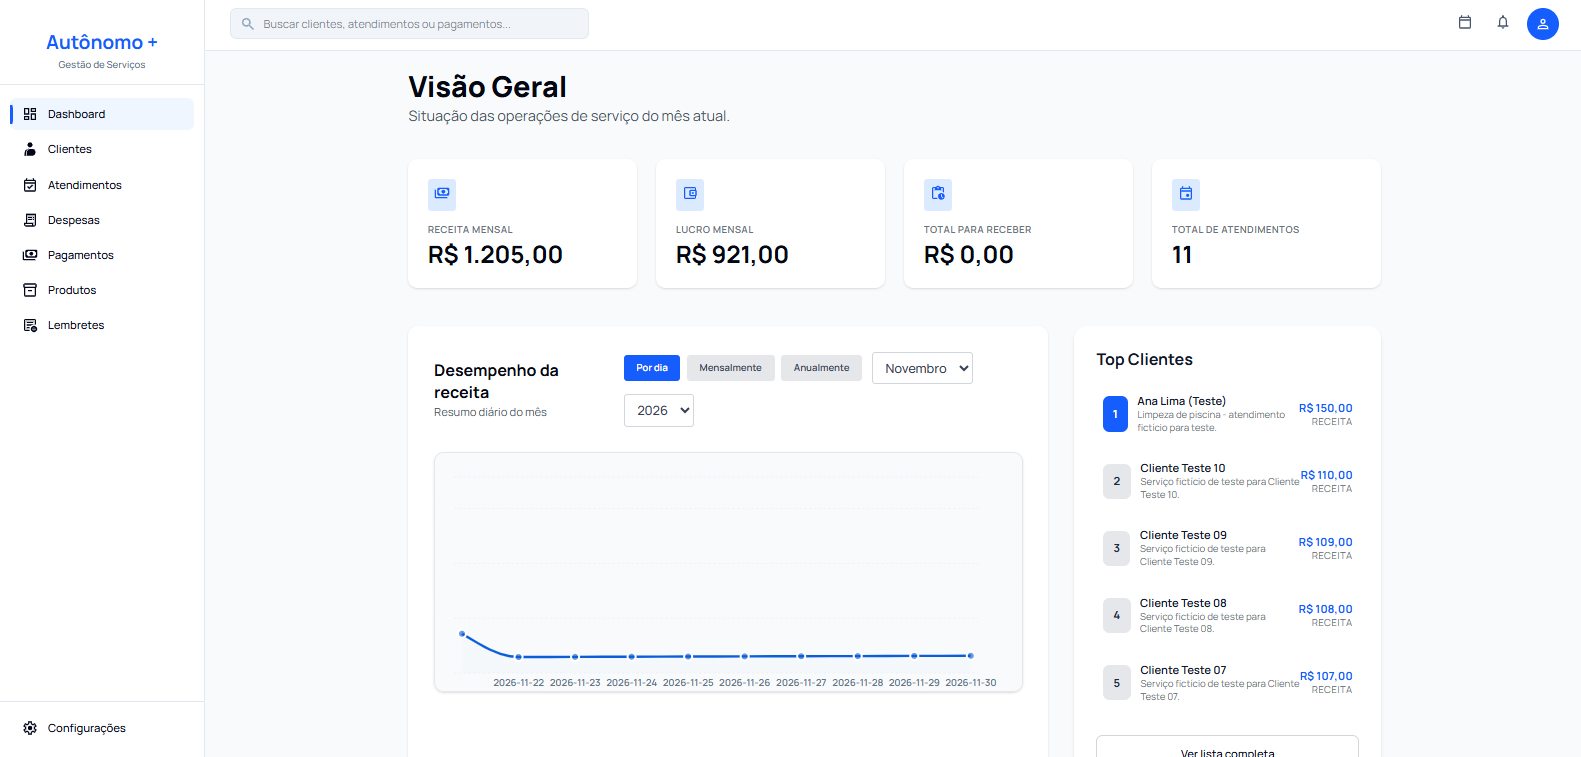 Autônomo +
Gestão de Serviços
Dashboard
Clientes
Atendimentos
Despesas
Pagamentos
Produtos
Lembretes
Configurações
Buscar clientes, atendimentos ou pagamentos...
Visão Geral
Situação das operações de serviço do mês atual.
RECEITA MENSAL
R$ 1.205,00
LUCRO MENSAL
R$ 921,00
TOTAL PARA RECEBER
R$ 0,00
TOTAL DE ATENDIMENTOS
11
Desempenho da
receita
Resumo diário do mês
Por dia
Mensalmente
Anualmente
Novembro
2026
2026-11-22 2026-11-23 2026-11-24 2026-11-25 2026-11-26 2026-11-27 2026-11-28 2026-11-29 2026-11-30
Top Clientes
1
Ana Lima (Teste)
Limpeza de piscina - atendimento
fictício para teste.
R$ 150,00
RECEITA
2
Cliente Teste 10
Serviço fictício de teste para Cliente
Teste 10.
R$ 110,00
RECEITA
3
Cliente Teste 09
Serviço fictício de teste para
Cliente Teste 09.
R$ 109,00
RECEITA
4
Cliente Teste 08
Serviço fictício de teste para
Cliente Teste 08.
R$ 108,00
RECEITA
5
Cliente Teste 07
Serviço fictício de teste para Cliente
Teste 07.
R$ 107,00
RECEITA
Ver lista completa